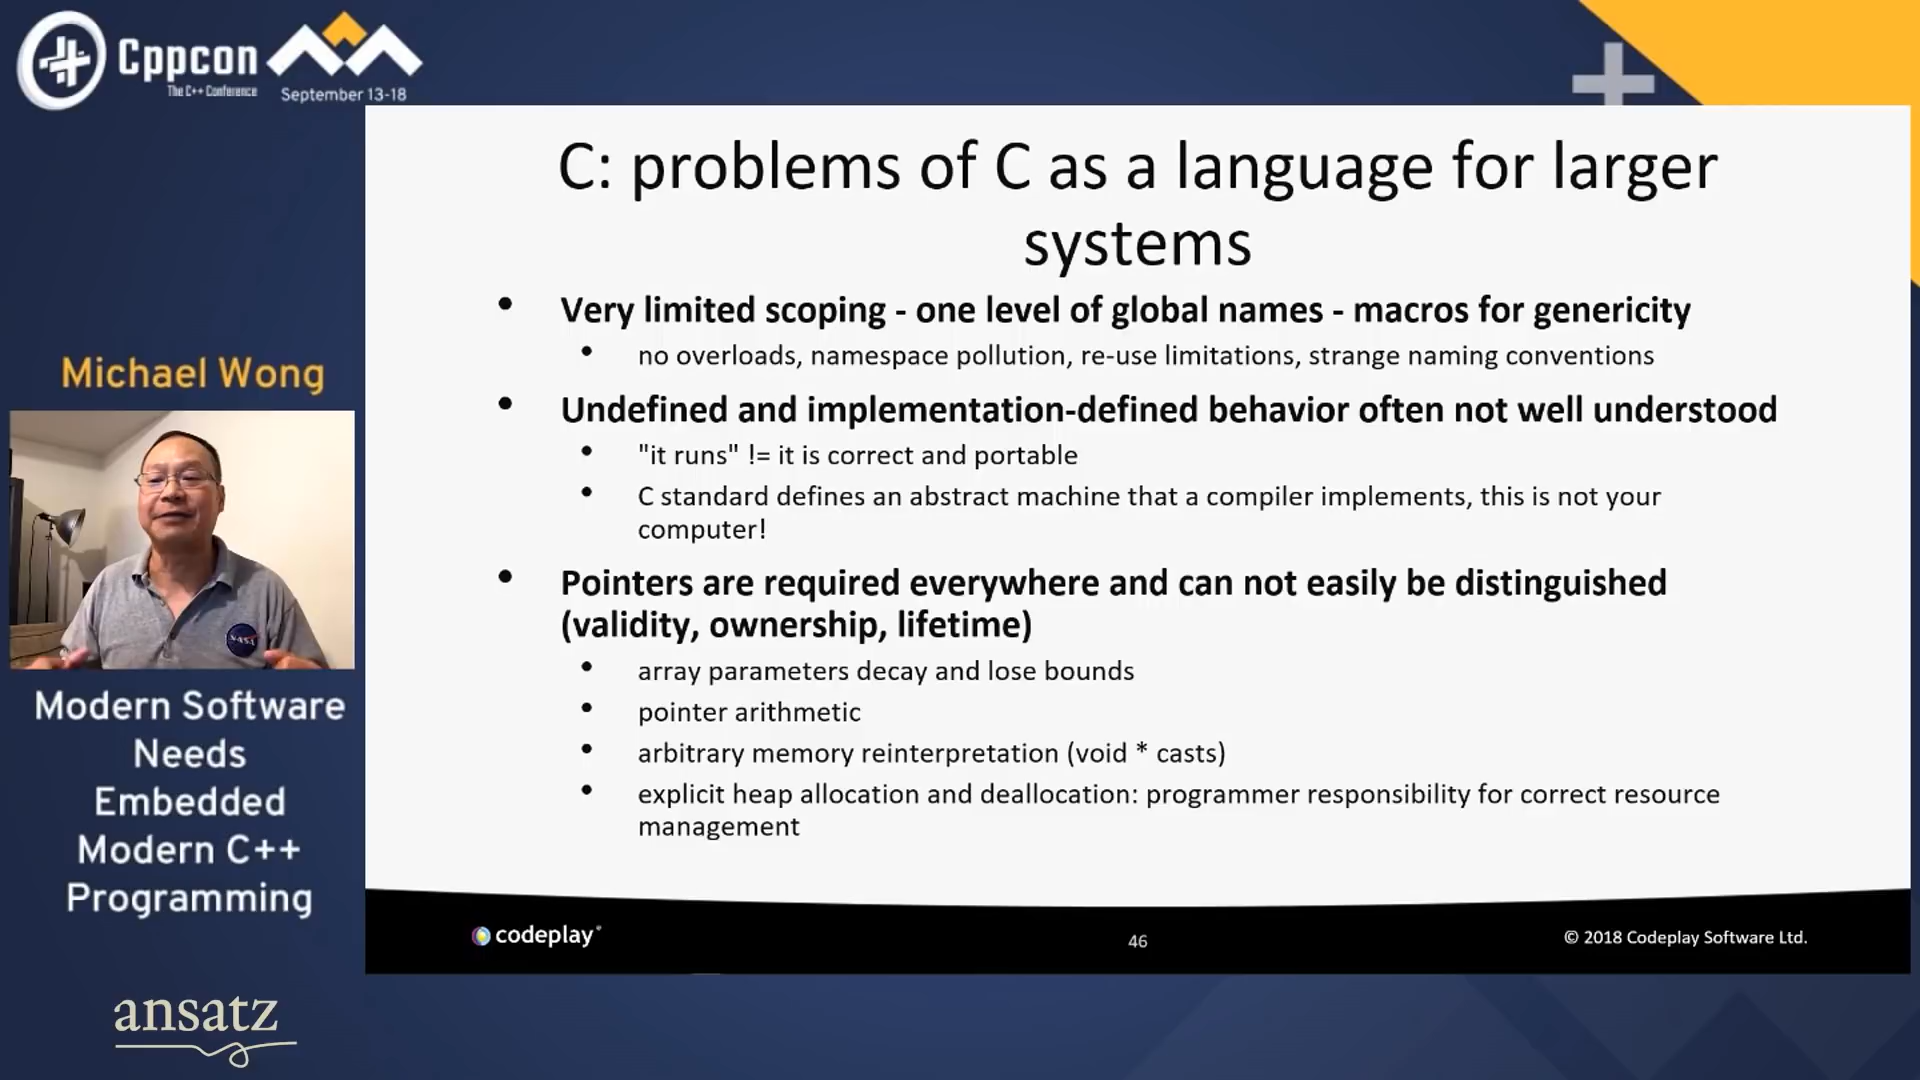 Cppcon
The C++ Conference
September 13-18
C: problems of C as a language for larger
systems
• Very limited scoping - one level of global names - macros for genericity
• no overloads, namespace pollution, re-use limitations, strange naming conventions
• Undefined and implementation-defined behavior often not well understood
• "it runs" != it is correct and portable
• C standard defines an abstract machine that a compiler implements, this is not your
computer!
• Pointers are required everywhere and can not easily be distinguished
(validity, ownership, lifetime)
• array parameters decay and lose bounds
• pointer arithmetic
• arbitrary memory reinterpretation (void * casts)
• explicit heap allocation and deallocation: programmer responsibility for correct resource
management
codeplay
46
© 2018 Codeplay Software Ltd.
Michael Wong
NASA
Modern Software
Needs
Embedded
Modern C++
Programming
ansatz